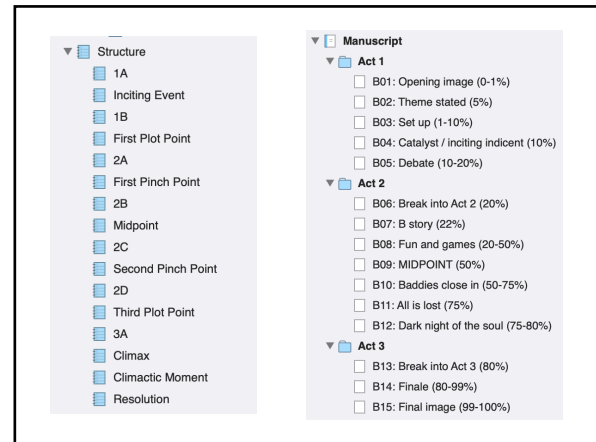 Structure
1A
Inciting Event
1B
First Plot Point
2A
First Pinch Point
2B
Midpoint
2C
Second Pinch Point
2D
Third Plot Point
3A
Climax
Climactic Moment
Resolution
Manuscript
Act 1
B01: Opening image (0-1%)
B02: Theme stated (5%)
B03: Set up (1-10%)
B04: Catalyst / inciting indicent (10%)
B05: Debate (10-20%)
Act 2
B06: Break into Act 2 (20%)
B07: B story (22%)
B08: Fun and games (20-50%)
B09: MIDPOINT (50%)
B10: Baddies close in (50-75%)
B11: All is lost (75%)
B12: Dark night of the soul (75-80%)
Act 3
B13: Break into Act 3 (80%)
B14: Finale (80-99%)
B15: Final image (99-100%)